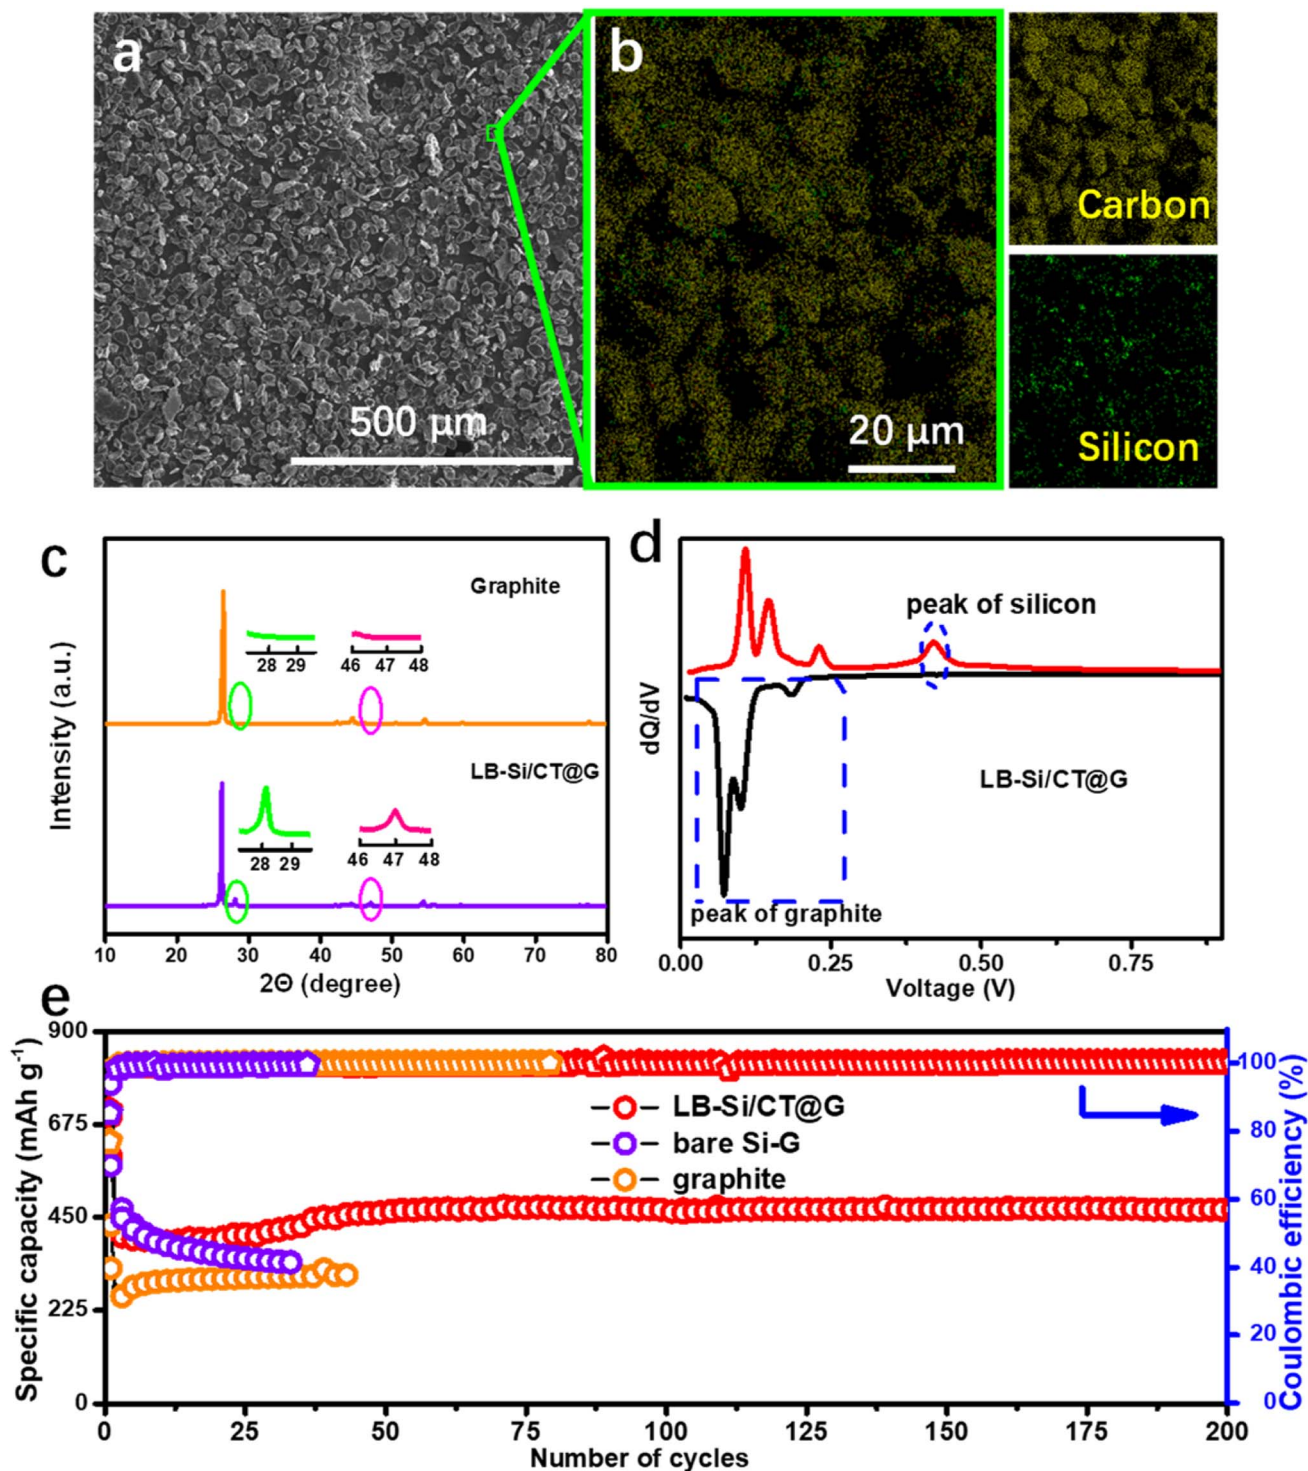 a
500 μm
b
20 μm
Carbon
Silicon
c
Graphite
28 29
46 47 48
LB-Si/CT@G
28 29
46 47 48
Intensity (a.u.)
10 20 30 40 50 60 70 80
2Θ (degree)
d
peak of silicon
LB-Si/CT@G
peak of graphite
dQ/dV
0.00 0.25 0.50 0.75
Voltage (V)
e
900
675
450
225
0
Specific capacity (mAh g⁻¹)
LB-Si/CT@G
bare Si-G
graphite
100
80
60
40
20
0
Coulombic efficiency (%)
0 25 50 75 100 125 150 175 200
Number of cycles